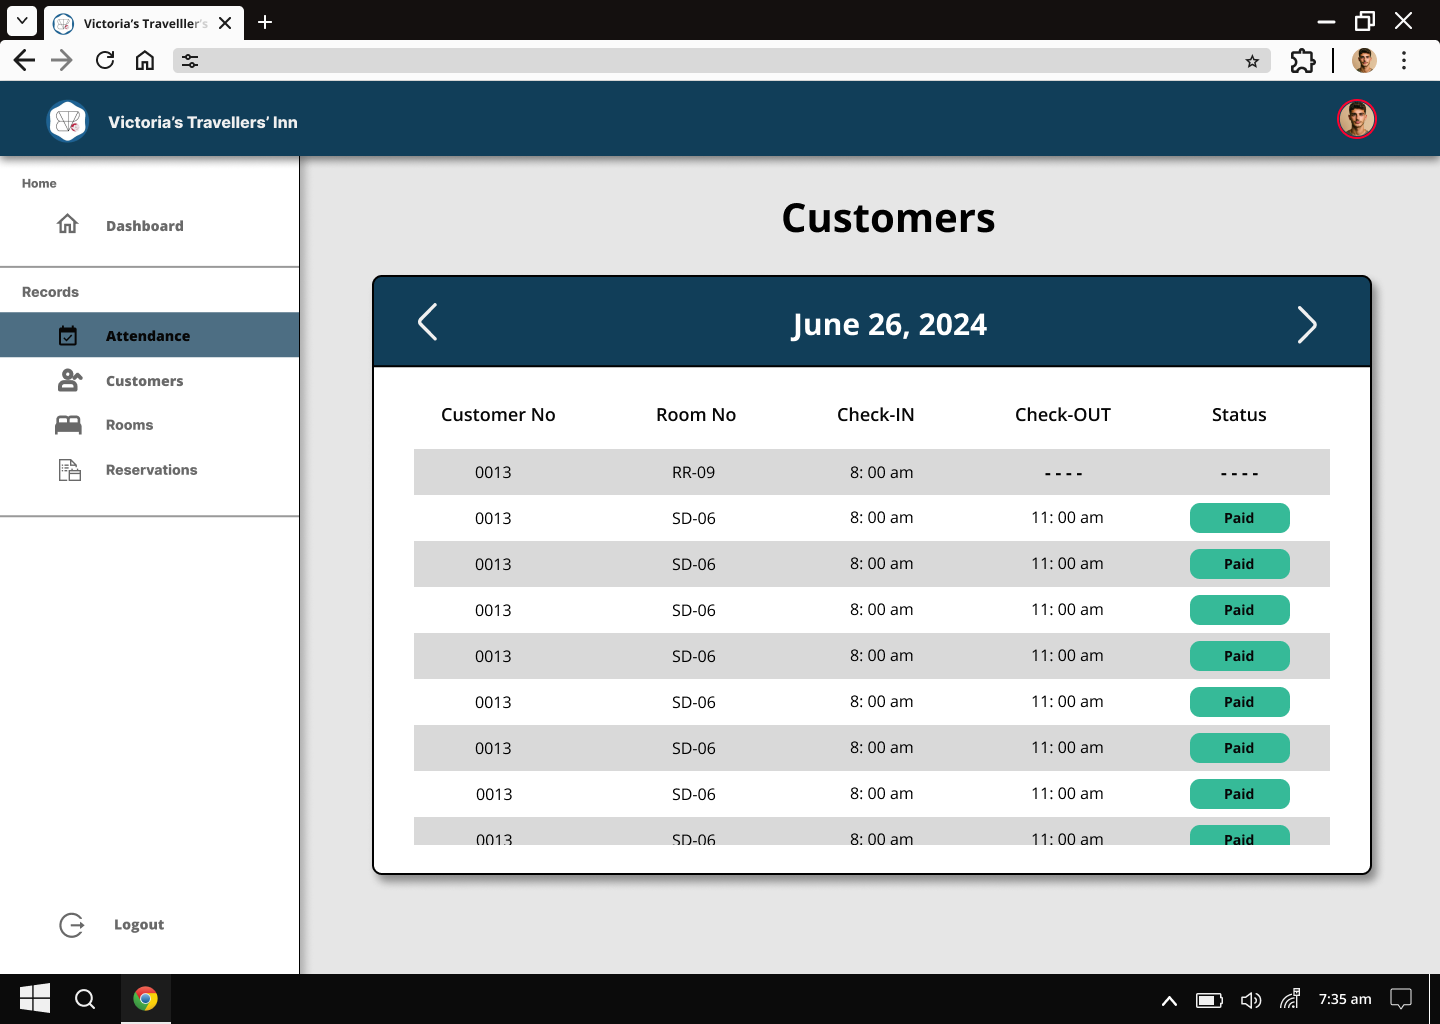 Victoria's Travelller's
Victoria's Travellers' Inn
Home
Dashboard
Records
Attendance
Customers
Rooms
Reservations
Logout
Customers
June 26, 2024
Customer No Room No Check-IN Check-OUT Status
0013 RR-09 8: 00 am - - - - - - - -
0013 SD-06 8: 00 am 11: 00 am Paid
0013 SD-06 8: 00 am 11: 00 am Paid
0013 SD-06 8: 00 am 11: 00 am Paid
0013 SD-06 8: 00 am 11: 00 am Paid
0013 SD-06 8: 00 am 11: 00 am Paid
0013 SD-06 8: 00 am 11: 00 am Paid
0013 SD-06 8: 00 am 11: 00 am Paid
0013 SD-06 8: 00 am 11: 00 am Paid
7:35 am